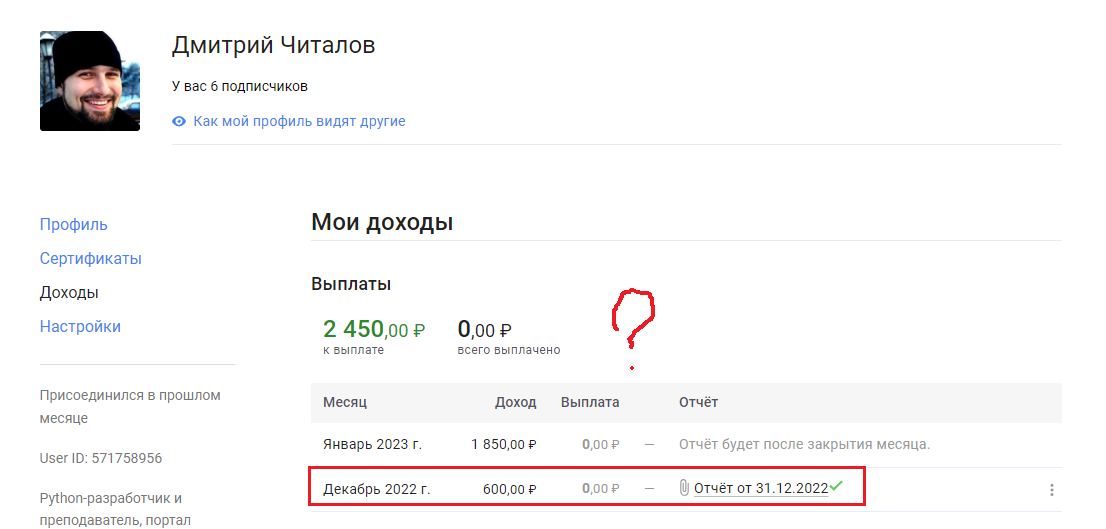 Дмитрий Читалов
У вас 6 подписчиков
Как мой профиль видят другие
Профиль
Сертификаты
Доходы
Настройки
Присоединился в прошлом
месяце
User ID: 571758956
Python-разработчик и
преподаватель, портал
Мои доходы
Выплаты
2 450,00 ₽ 0,00 ₽
к выплате всего выплачено
?
Месяц Доход Выплата Отчёт
Январь 2023 г. 1 850,00 ₽ 0,00 ₽ — Отчёт будет после закрытия месяца.
Декабрь 2022 г. 600,00 ₽ 0,00 ₽ — Отчёт от 31.12.2022